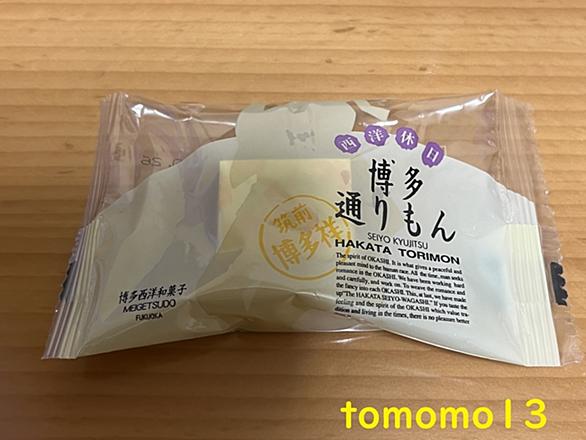 西洋休日
博多
通りもん
SEIYO KYUJITSU
HAKATA TORIMON
The spirit of OKASHI. It is what gives a peaceful and
pleasant mind to the human race. All the time, man seeks
romance in the OKASHI. We have been working hard
and carefully, and work on. To weave the romance and
the fancy into each OKASHI. This, at last, we have made
up "The HAKATA SEIYO-WAGASHI." If you taste the
feeling and the spirit of the OKASHI which value tra-
dition and living in the times, there is no pleasure better
筑前
博多祥
博多西洋和菓子
MEIGETSUDO
FUKUOKA
tomomo13